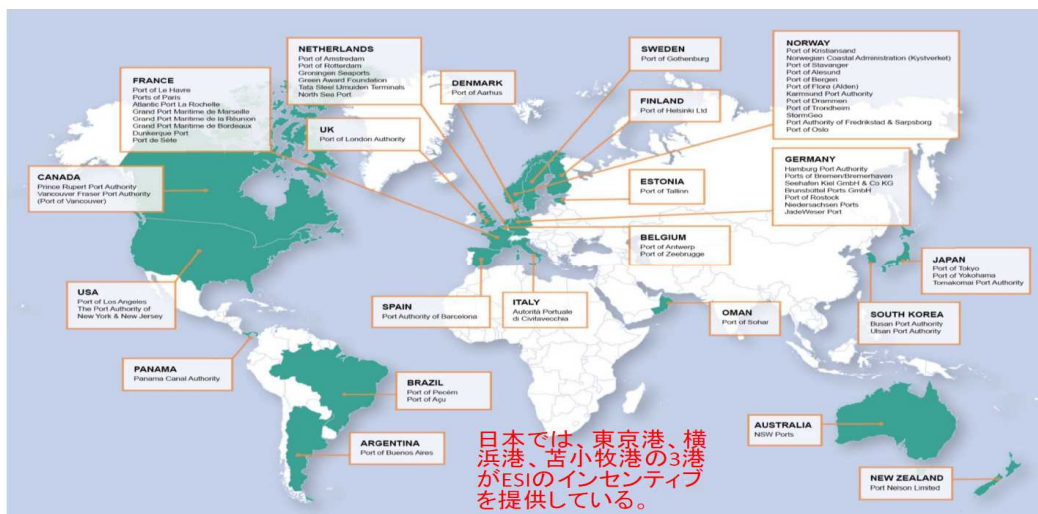 NETHERLANDS
Port of Amstredam
Port of Rotterdam
Groningen Seaports
Green Award Foundation
Tata Steel IJmuiden Terminals
North Sea Port
SWEDEN
Port of Gothenburg
NORWAY
Port of Kristiansand
Norwegian Coastal Administration (Kystverket)
Port of Stavanger
Port of Alesund
Port of Bergen
Port of Flora (Alden)
Karmsund Port Authority
Port of Drammen
Port of Trondheim
StormGeo
Port Authority of Fredrikstad & Sarpsborg
Port of Oslo
FRANCE
Port of Le Havre
Ports of Paris
Atlantic Port La Rochelle
Grand Port Maritime de Marseille
Grand Port Maritime de la Réunion
Grand Port Maritime de Bordeaux
Dunkerque Port
Port de Sète
DENMARK
Port of Aarhus
FINLAND
Port of Helsinki Ltd
UK
Port of London Authority
GERMANY
Hamburg Port Authority
Ports of Bremen/Bremerhaven
Seehafen Kiel GmbH & Co KG
Brunsbüttel Ports GmbH
Port of Rostock
Niedersachsen Ports
JadeWeser Port
CANADA
Prince Rupert Port Authority
Vancouver Fraser Port Authority
(Port of Vancouver)
ESTONIA
Port of Tallinn
BELGIUM
Port of Antwerp
Port of Zeebrugge
JAPAN
Port of Tokyo
Port of Yokohama
Tomakomai Port Authority
USA
Port of Los Angeles
The Port Authority of
New York & New Jersey
SPAIN
Port Authority of Barcelona
ITALY
Autorità Portuale
di Civitavecchia
OMAN
Port of Sohar
SOUTH KOREA
Busan Port Authority
Ulsan Port Authority
PANAMA
Panama Canal Authority
BRAZIL
Port of Pecém
Port of Açu
AUSTRALIA
NSW Ports
ARGENTINA
Port of Buenos Aires
日本では、東京港、横
浜港、苫小牧港の3港
がESIのインセンティブ
を提供している。
NEW ZEALAND
Port Nelson Limited